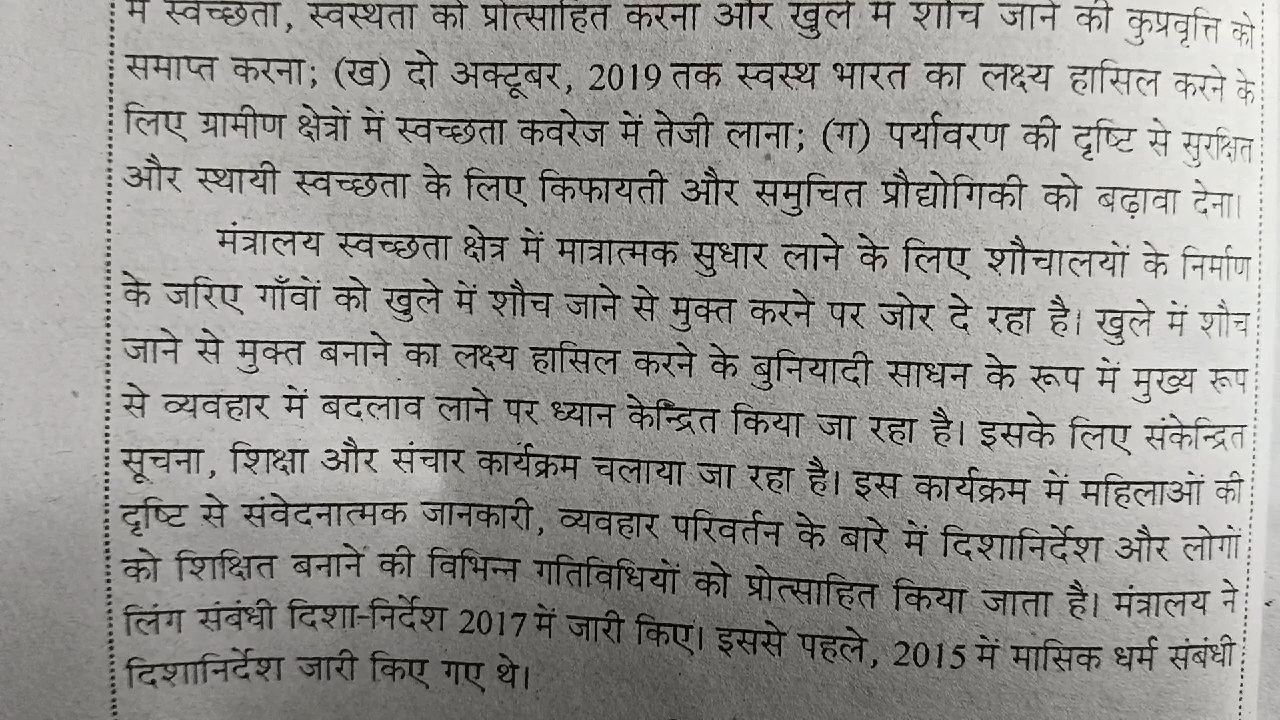 में स्वच्छता, स्वस्थता को प्रोत्साहित करना और खुले में शौच जाने की कुप्रवृत्ति को
समाप्त करना; (ख) दो अक्टूबर, 2019 तक स्वस्थ भारत का लक्ष्य हासिल करने के
लिए ग्रामीण क्षेत्रों में स्वच्छता कवरेज में तेजी लाना; (ग) पर्यावरण की दृष्टि से सुरक्षित
और स्थायी स्वच्छता के लिए किफायती और समुचित प्रौद्योगिकी को बढ़ावा देना।
मंत्रालय स्वच्छता क्षेत्र में मात्रात्मक सुधार लाने के लिए शौचालयों के निर्माण
के जरिए गाँवों को खुले में शौच जाने से मुक्त करने पर जोर दे रहा है। खुले में शौच
जाने से मुक्त बनाने का लक्ष्य हासिल करने के बुनियादी साधन के रूप में मुख्य रूप
से व्यवहार में बदलाव लाने पर ध्यान केन्द्रित किया जा रहा है। इसके लिए संकेन्द्रित
सूचना, शिक्षा और संचार कार्यक्रम चलाया जा रहा है। इस कार्यक्रम में महिलाओं की
दृष्टि से संवेदनात्मक जानकारी, व्यवहार परिवर्तन के बारे में दिशानिर्देश और लोगों
को शिक्षित बनाने की विभिन्न गतिविधियों को प्रोत्साहित किया जाता है। मंत्रालय ने
लिंग संबंधी दिशा-निर्देश 2017 में जारी किए। इससे पहले, 2015 में मासिक धर्म संबंधी
दिशानिर्देश जारी किए गए थे।